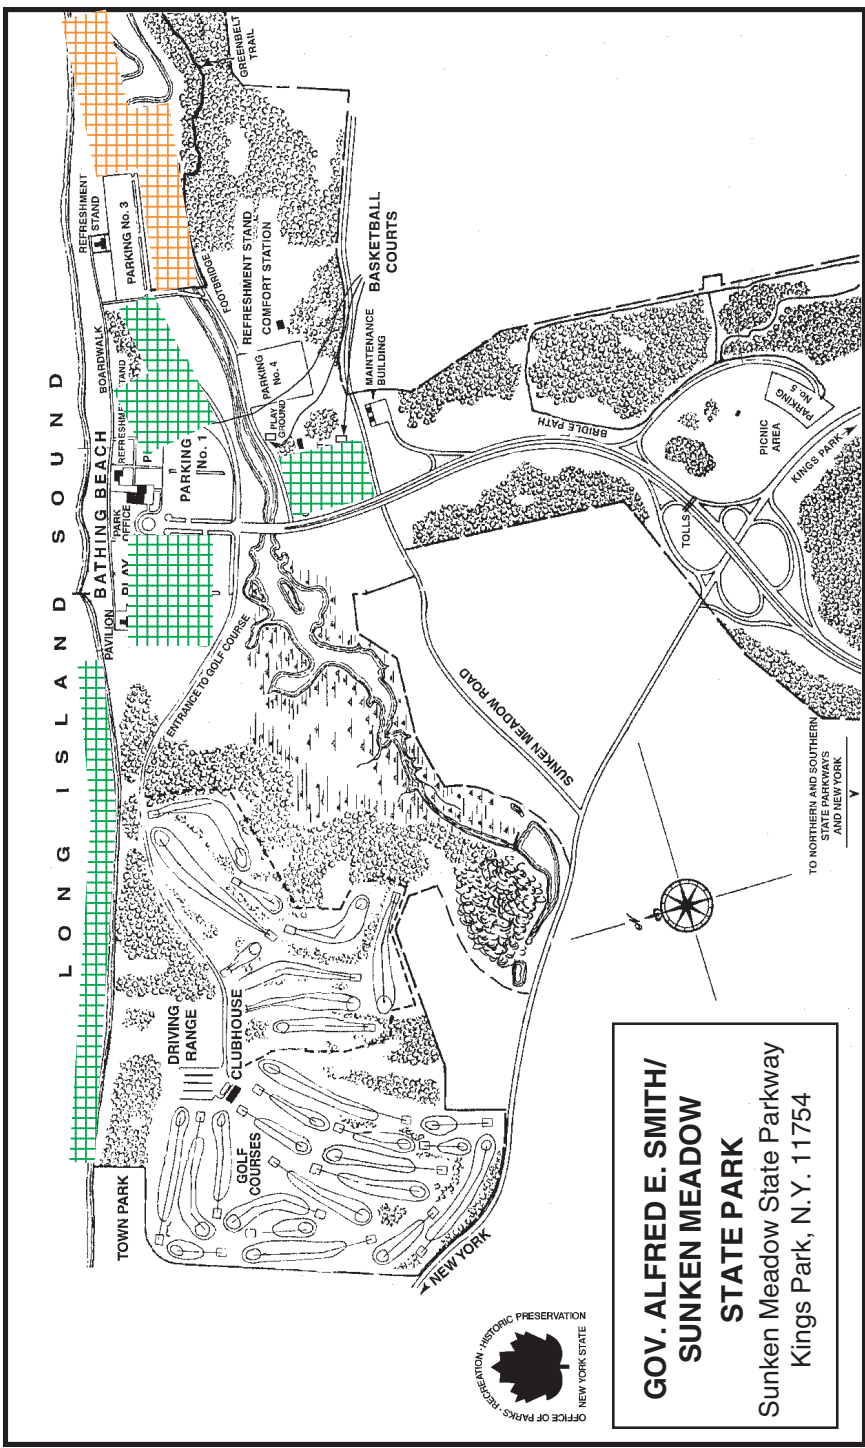 LONG ISLAND SOUND
GREENBELT
TRAIL
REFRESHMENT
STAND
PARKING No. 3
FOOTBRIDGE
REFRESHMENT STAND
COMFORT STATION
BASKETBALL
COURTS
BOARDWALK
BATHING BEACH
PARKING
No. 1
PARKING
No. 4
PLAY
GROUND
MAINTENANCE
BUILDING
PARK
OFFICE
PLAY
PAVILION
ENTRANCE TO GOLF COURSE
BRIDLE PATH
PARKING
NO. 5
PICNIC
AREA
KINGS PARK
TOLLS
SUNKEN MEADOW ROAD
TO NORTHERN AND SOUTHERN
STATE PARKWAYS
AND NEW YORK
DRIVING
RANGE
CLUBHOUSE
GOLF
COURSES
TOWN PARK
NEW YORK
OFFICE OF PARKS · RECREATION · HISTORIC PRESERVATION
NEW YORK STATE
GOV. ALFRED E. SMITH/
SUNKEN MEADOW
STATE PARK
Sunken Meadow State Parkway
Kings Park, N.Y. 11754